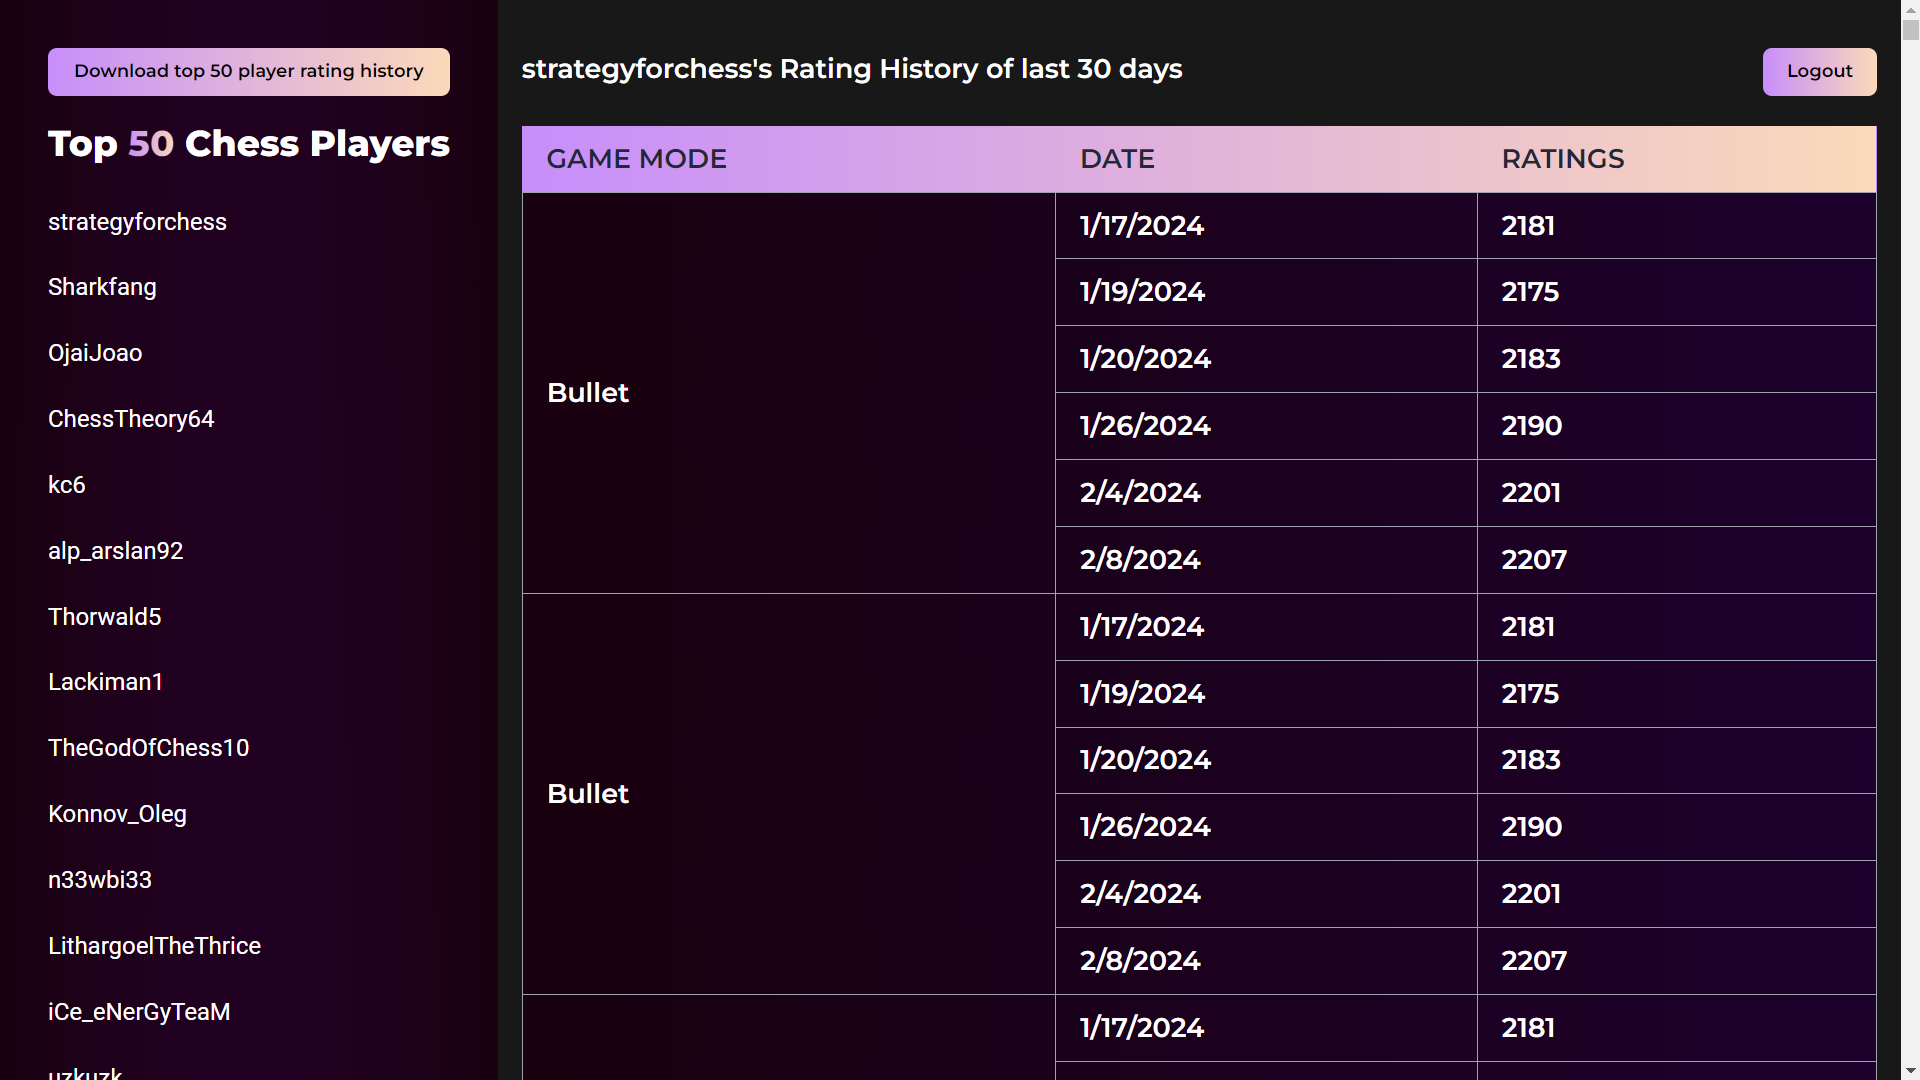 Download top 50 player rating history
Top 50 Chess Players
strategyforchess
Sharkfang
OjaiJoao
ChessTheory64
kc6
alp_arslan92
Thorwald5
Lackiman1
TheGodOfChess10
Konnov_Oleg
n33wbi33
LithargoelTheThrice
iCe_eNerGyTeaM
uzkuzk
strategyforchess's Rating History of last 30 days
Logout
GAME MODE DATE RATINGS
Bullet
1/17/2024 2181
1/19/2024 2175
1/20/2024 2183
1/26/2024 2190
2/4/2024 2201
2/8/2024 2207
Bullet
1/17/2024 2181
1/19/2024 2175
1/20/2024 2183
1/26/2024 2190
2/4/2024 2201
2/8/2024 2207
1/17/2024 2181